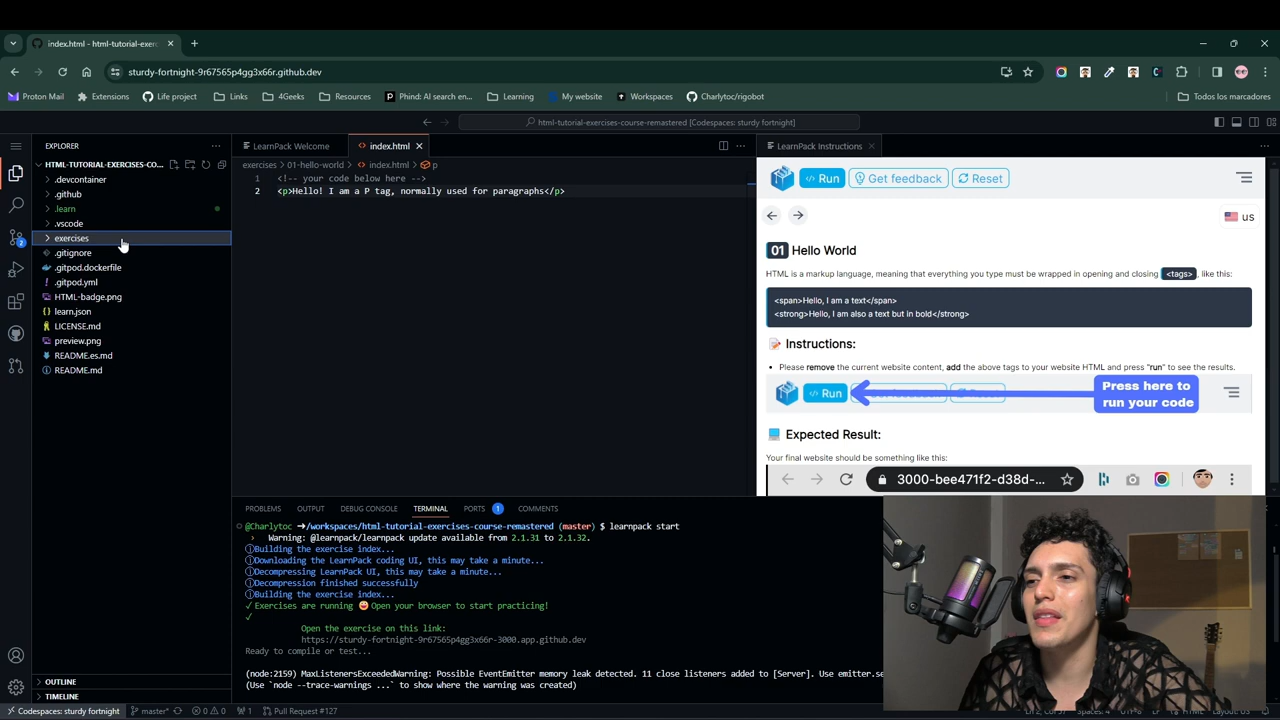 index.html - html-tutorial-exerc
sturdy-fortnight-9r67565p4gg3x66r.github.dev
Proton Mail
Extensions
Life project
Links
4Geeks
Resources
Phind: AI search en...
Learning
My website
Workspaces
Charlytoc/rigobot
Todos los marcadores
html-tutorial-exercises-course-remastered [Codespaces: sturdy fortnight]
EXPLORER
HTML-TUTORIAL-EXERCISES-CO...
.devcontainer
.github
.learn
.vscode
exercises
.gitignore
.gitpod.dockerfile
.gitpod.yml
HTML-badge.png
learn.json
LICENSE.md
preview.png
README.es.md
README.md
OUTLINE
TIMELINE
LearnPack Welcome
index.html
exercises > 01-hello-world > index.html > p
1 <!-- your code below here -->
2 <p>Hello! I am a P tag, normally used for paragraphs</p>
LearnPack Instructions
Run
Get feedback
Reset
us
01 Hello World
HTML is a markup language, meaning that everything you type must be wrapped in opening and closing <tags>, like this:
<span>Hello, I am a text</span>
<strong>Hello, I am also a text but in bold</strong>
Instructions:
Please remove the current website content, add the above tags to your website HTML and press "run" to see the results.
Run
Press here to
run your code
Expected Result:
Your final website should be something like this:
3000-bee471f2-d38d-...
PROBLEMS
OUTPUT
DEBUG CONSOLE
TERMINAL
PORTS 1
COMMENTS
@Charlytoc ➜/workspaces/html-tutorial-exercises-course-remastered (master) $ learnpack start
› Warning: @learnpack/learnpack update available from 2.1.31 to 2.1.32.
ⓘBuilding the exercise index...
ⓘDownloading the LearnPack coding UI, this may take a minute...
ⓘDecompressing LearnPack UI, this may take a minute...
ⓘDecompression finished successfully
ⓘBuilding the exercise index...
✓ Exercises are running 😁 Open your browser to start practicing!
✓
Open the exercise on this link:
https://sturdy-fortnight-9r67565p4gg3x66r-3000.app.github.dev
Ready to compile or test...
(node:2159) MaxListenersExceededWarning: Possible EventEmitter memory leak detected. 11 close listeners added to [Server]. Use emitter.se
(Use `node --trace-warnings ...` to show where the warning was created)
Codespaces: sturdy fortnight
master*
0
0
1
Pull Request #127